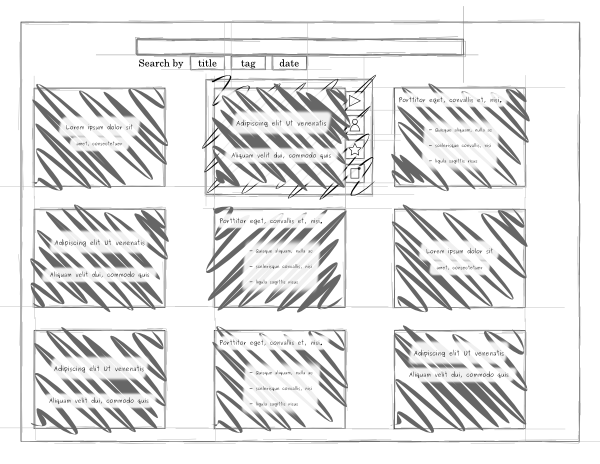 Search by title tag date
Lorem ipsum dolor sit
amet, consectetuer
Adipiscing elit Ut venenatis
Aliquam velit dui, commodo quis
Porttitor eget, convallis et, nisi.
- Quisque aliquam, nulla ac
- scelerisque convallis, nisi
- ligula sagittis risus
Adipiscing elit Ut venenatis
Aliquam velit dui, commodo quis
Porttitor eget, convallis et, nisi.
- Quisque aliquam, nulla ac
- scelerisque convallis, nisi
- ligula sagittis risus
Lorem ipsum dolor sit
amet, consectetuer
Adipiscing elit Ut venenatis
Aliquam velit dui, commodo quis
Porttitor eget, convallis et, nisi.
- Quisque aliquam, nulla ac
- scelerisque convallis, nisi
- ligula sagittis risus
Adipiscing elit Ut venenatis
Aliquam velit dui, commodo quis